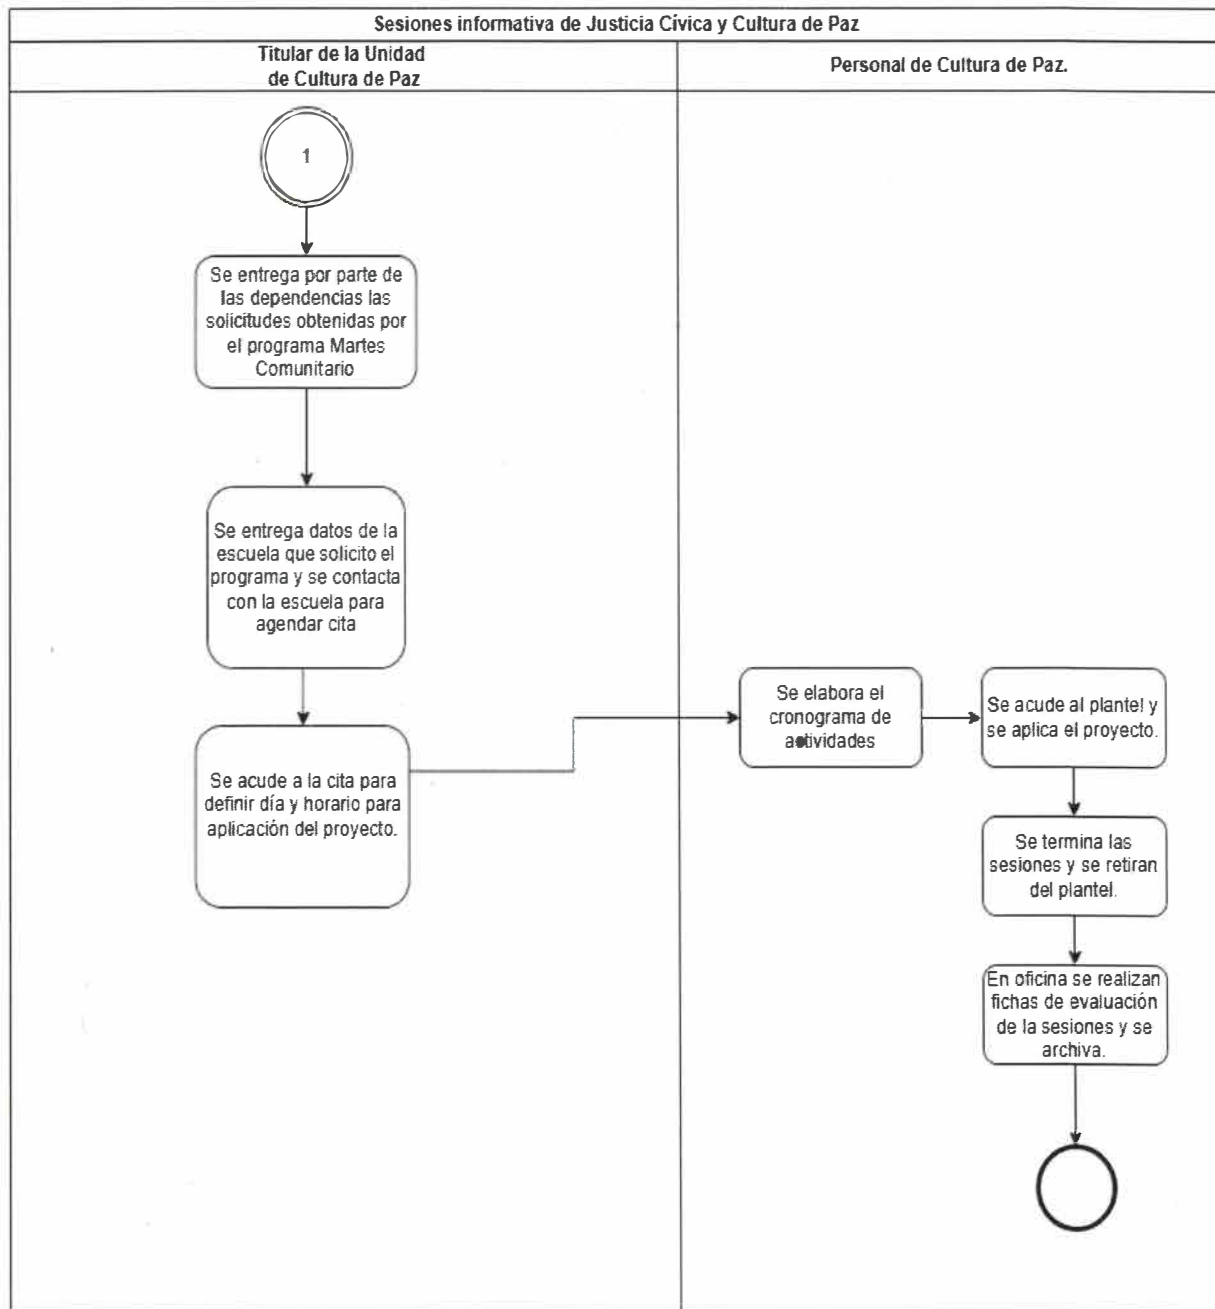 Sesiones informativa de Justicia Cívica y Cultura de Paz
Titular de la Unidad
de Cultura de Paz
Personal de Cultura de Paz.
1
Se entrega por parte de
las dependencias las
solicitudes obtenidas por
el programa Martes
Comunitario
Se entrega datos de la
escuela que solicito el
programa y se contacta
con la escuela para
agendar cita
Se acude a la cita para
definir día y horario para
aplicación del proyecto.
Se elabora el
cronograma de
actividades
Se acude al plantel y
se aplica el proyecto.
Se termina las
sesiones y se retiran
del plantel.
En oficina se realizan
fichas de evaluación
de la sesiones y se
archiva.